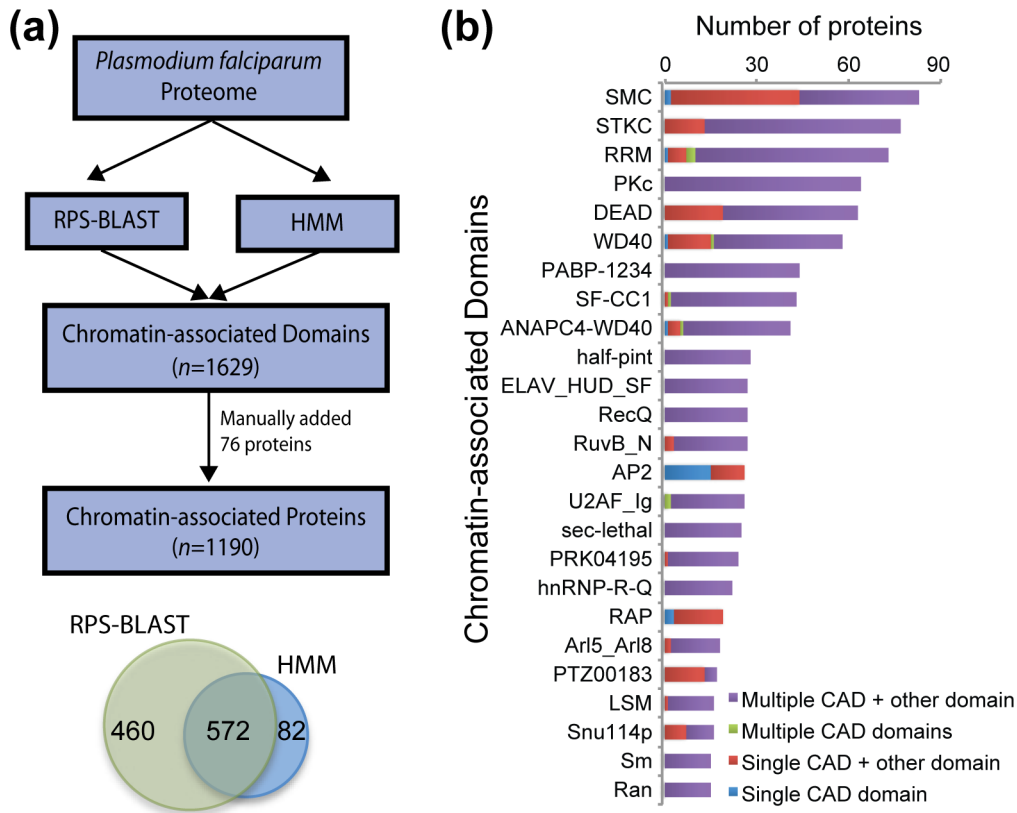 (a)
Plasmodium falciparum
Proteome
RPS-BLAST
HMM
Chromatin-associated Domains
(n=1629)
Manually added
76 proteins
Chromatin-associated Proteins
(n=1190)
RPS-BLAST
HMM
460
572
82
(b)
Number of proteins
0 30 60 90
Chromatin-associated Domains
SMC
STKC
RRM
PKc
DEAD
WD40
PABP-1234
SF-CC1
ANAPC4-WD40
half-pint
ELAV_HUD_SF
RecQ
RuvB_N
AP2
U2AF_lg
sec-lethal
PRK04195
hnRNP-R-Q
RAP
Arl5_Arl8
PTZ00183
LSM
Snu114p
Sm
Ran
Multiple CAD + other domain
Multiple CAD domains
Single CAD + other domain
Single CAD domain